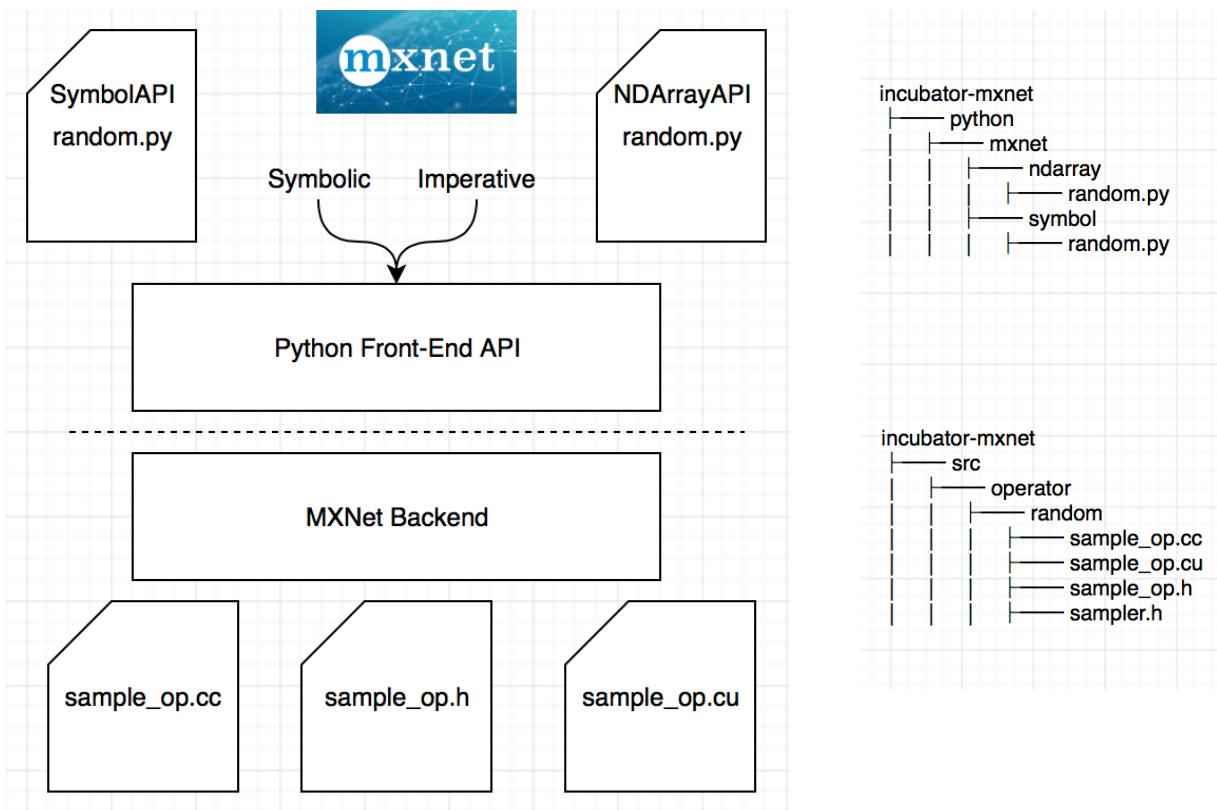 mxnet
SymbolAPI
random.py
NDArrayAPI
random.py
Symbolic
Imperative
Python Front-End API
MXNet Backend
sample_op.cc
sample_op.h
sample_op.cu
incubator-mxnet
python
mxnet
ndarray
random.py
symbol
random.py
incubator-mxnet
src
operator
random
sample_op.cc
sample_op.cu
sample_op.h
sampler.h